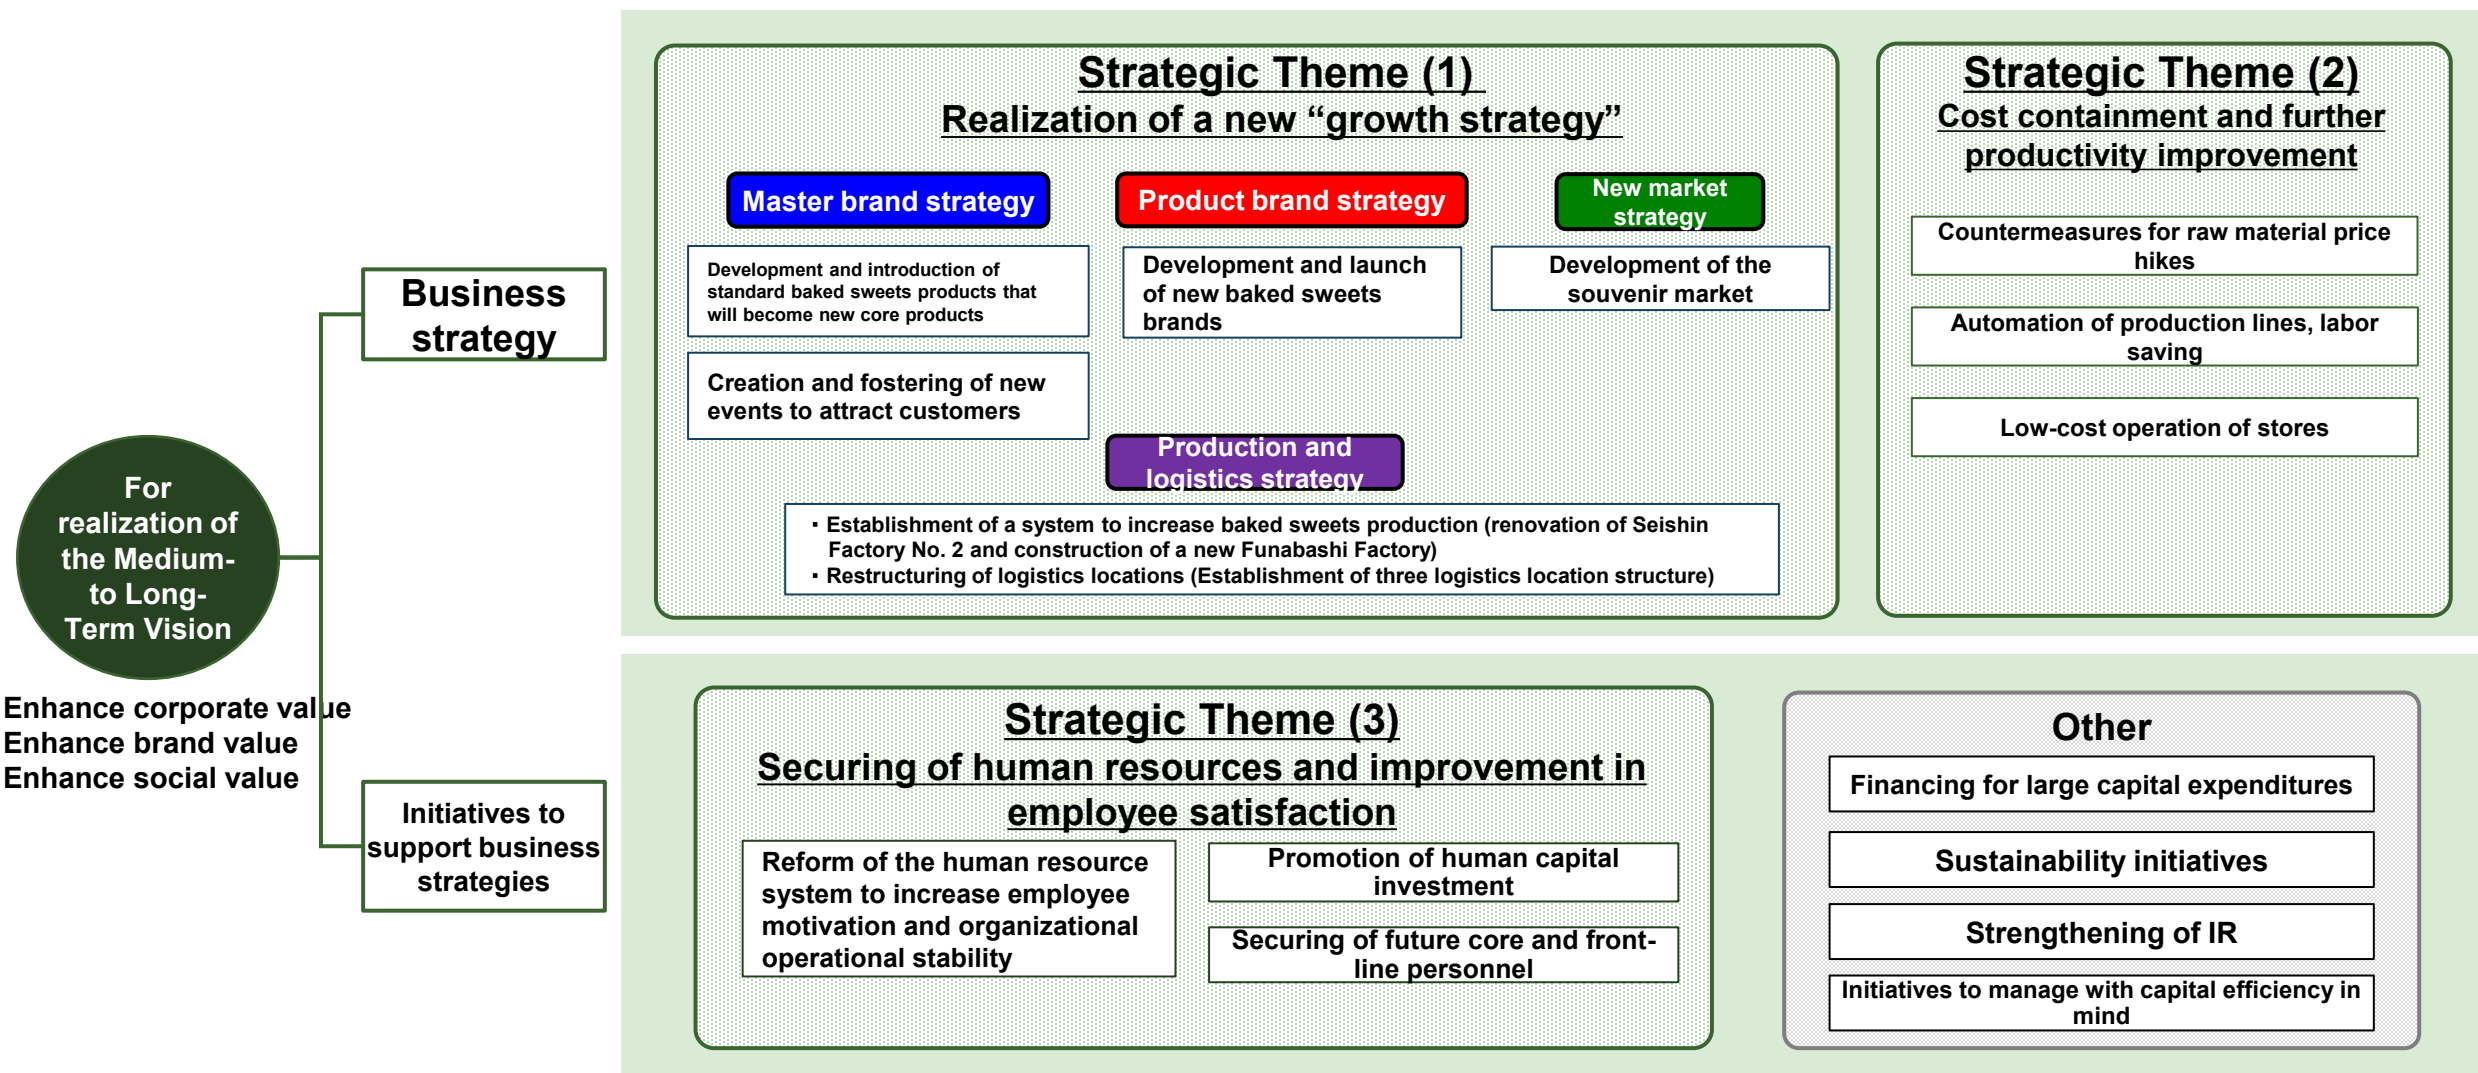 For
realization of
the Medium-
to Long-
Term Vision
Enhance corporate value
Enhance brand value
Enhance social value
Business
strategy
Strategic Theme (1)
Realization of a new “growth strategy”
Master brand strategy
Development and introduction of
standard baked sweets products that
will become new core products
Creation and fostering of new
events to attract customers
Product brand strategy
Development and launch
of new baked sweets
brands
New market
strategy
Development of the
souvenir market
Production and
logistics strategy
・Establishment of a system to increase baked sweets production (renovation of Seishin
Factory No. 2 and construction of a new Funabashi Factory)
・Restructuring of logistics locations (Establishment of three logistics location structure)
Strategic Theme (2)
Cost containment and further
productivity improvement
Countermeasures for raw material price
hikes
Automation of production lines, labor
saving
Low-cost operation of stores
Initiatives to
support business
strategies
Strategic Theme (3)
Securing of human resources and improvement in
employee satisfaction
Reform of the human resource
system to increase employee
motivation and organizational
operational stability
Promotion of human capital
investment
Securing of future core and front-
line personnel
Other
Financing for large capital expenditures
Sustainability initiatives
Strengthening of IR
Initiatives to manage with capital efficiency in
mind